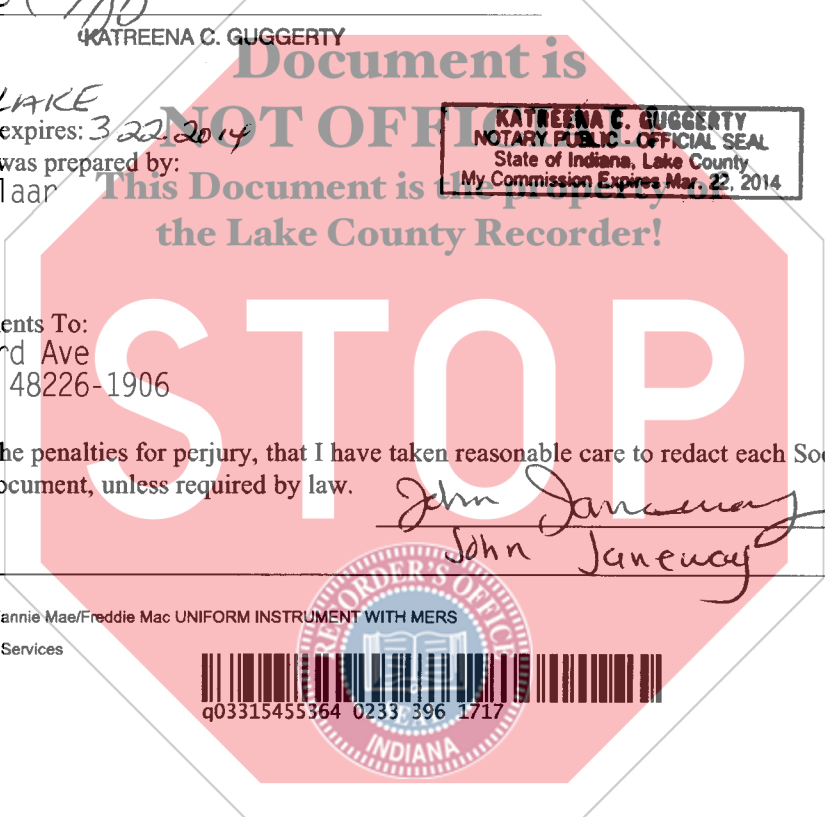 KATREENA C. GUGGERTY
Document is
LAKE
NOT OFFICIAL
expires: 3 22 2014
KATREENA C. GUGGERTY
NOTARY PUBLIC - OFFICIAL SEAL
State of Indiana, Lake County
My Commission Expires Mar. 22, 2014
was prepared by:
laar
This Document is the property of
the Lake County Recorder!
STOP
ents To:
rd Ave
48226-1906
he penalties for perjury, that I have taken reasonable care to redact each Soc
ocument, unless required by law.
John Janeway
John Janeway
annie Mae/Freddie Mac UNIFORM INSTRUMENT WITH MERS
Services
RECORDER'S OFFICE
SEAL
INDIANA
q03315455364 0233 396 1717